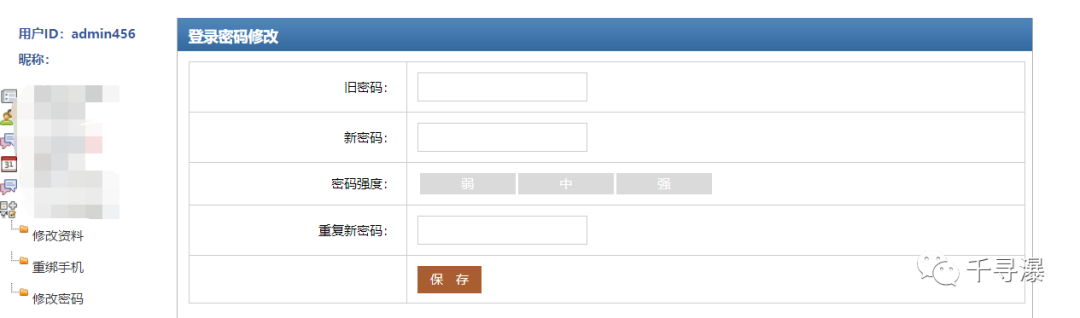 用户ID：admin456
昵称：
31
修改资料
重绑手机
修改密码
登录密码修改
旧密码：
新密码：
密码强度：
弱 中 强
重复新密码：
保 存
千寻瀑